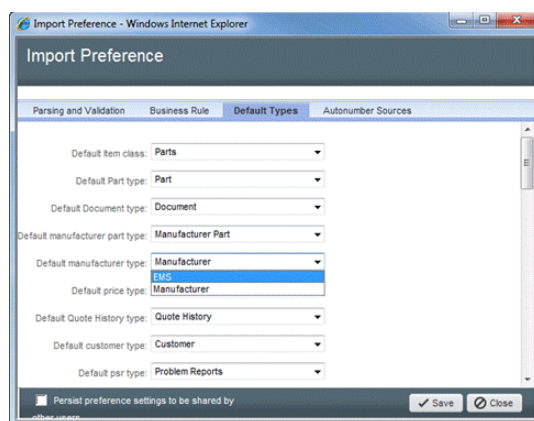 Import Preference - Windows Internet Explorer
Import Preference
Parsing and Validation Business Rule Default Types Autonumber Sources
Default Item class: Parts
Default Part type: Part
Default Document type: Document
Default manufacturer part type: Manufacturer Part
Default manufacturer type: Manufacturer
EMS
Default price type: Manufacturer
Default Quote History type: Quote History
Default customer type: Customer
Default psr type: Problem Reports
Persist preference settings to be shared by
other users
Save Close